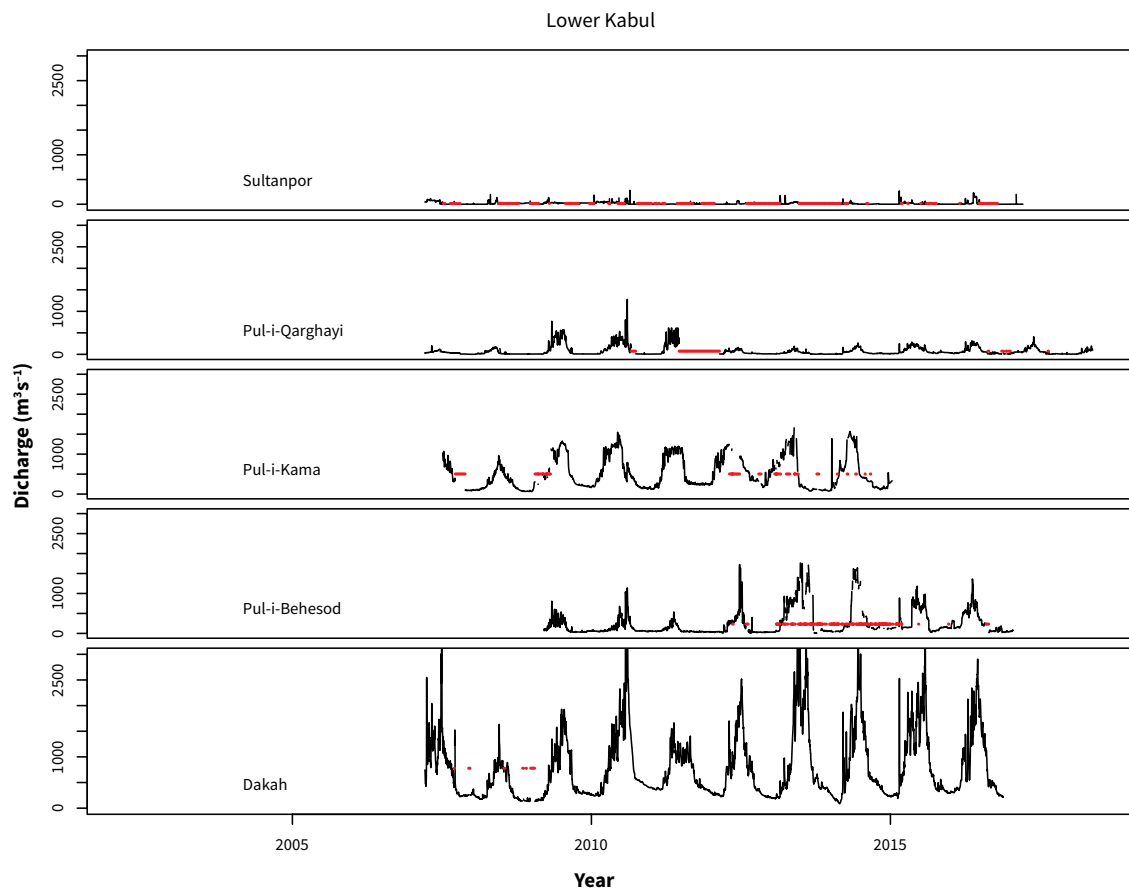 Lower Kabul
2500
1000
0
Sultanpor
2500
1000
0
Pul-i-Qarghayi
2500
1000
0
Pul-i-Kama
2500
1000
0
Pul-i-Behesod
2500
1000
0
Dakah
Dicharge (m³s⁻¹)
2005 2010 2015
Year